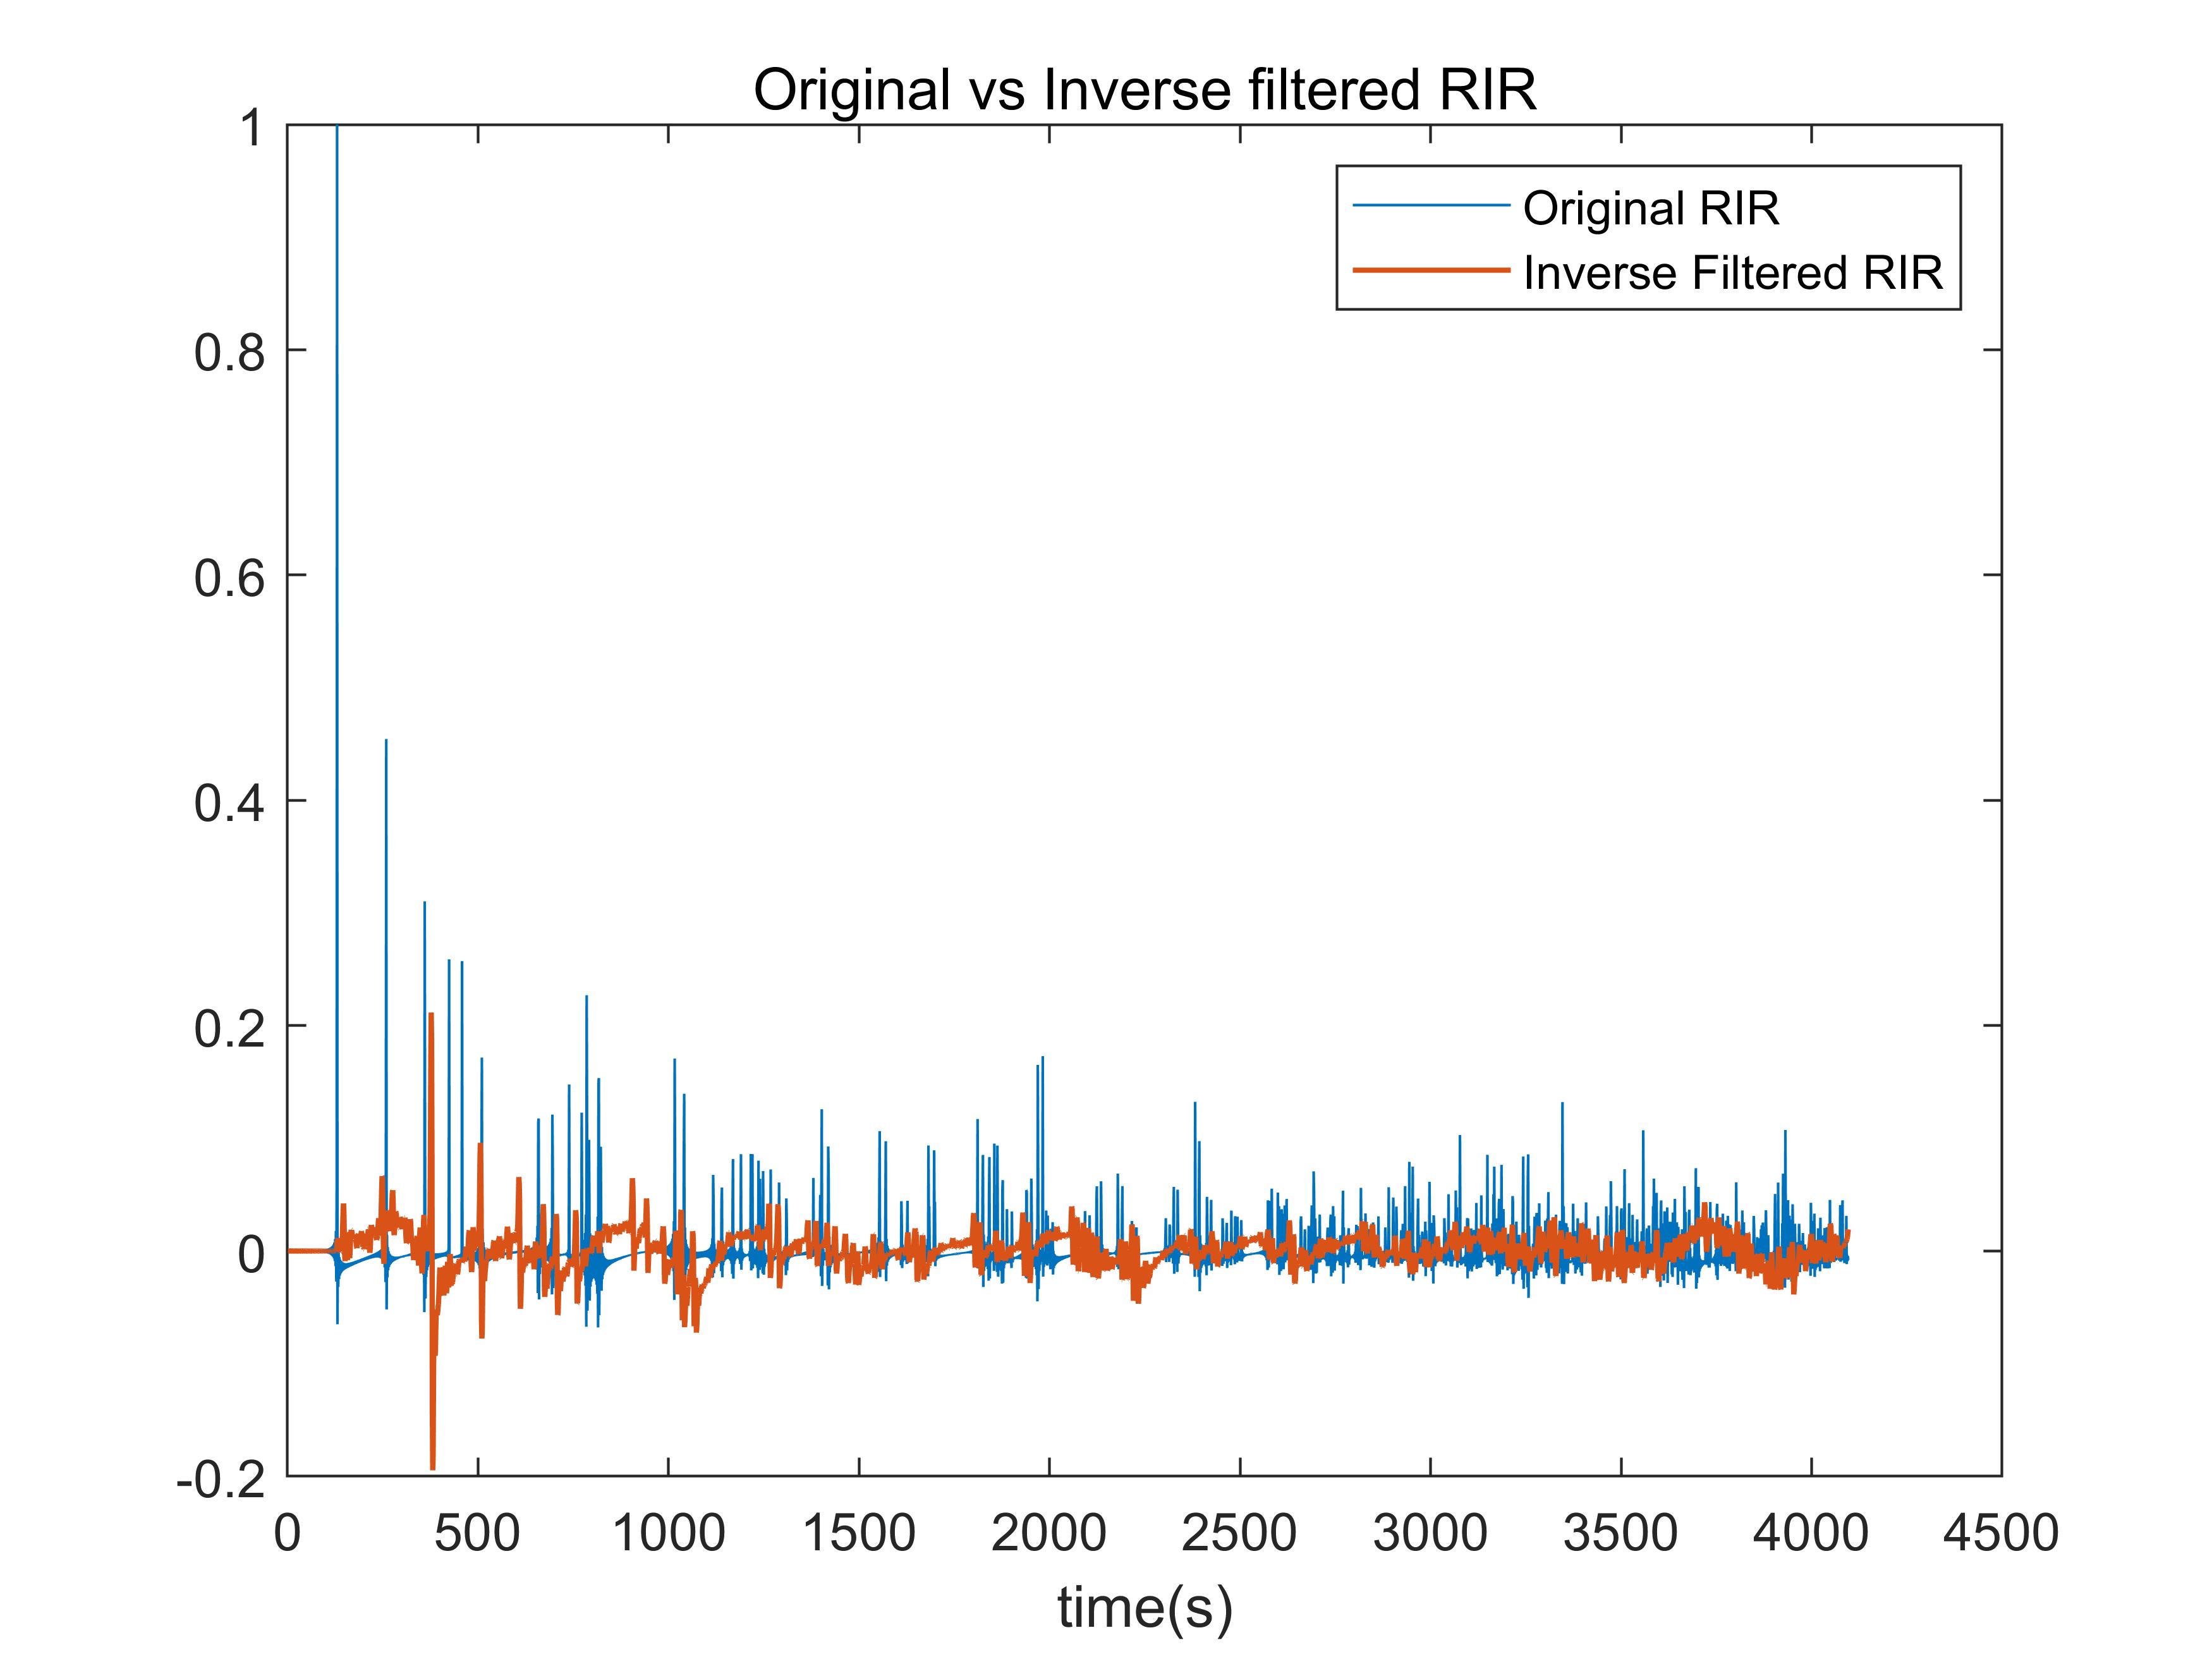 Original vs Inverse filtered RIR
1
0.8
0.6
0.4
0.2
0
-0.2
Original RIR
Inverse Filtered RIR
0 500 1000 1500 2000 2500 3000 3500 4000 4500
time(s)